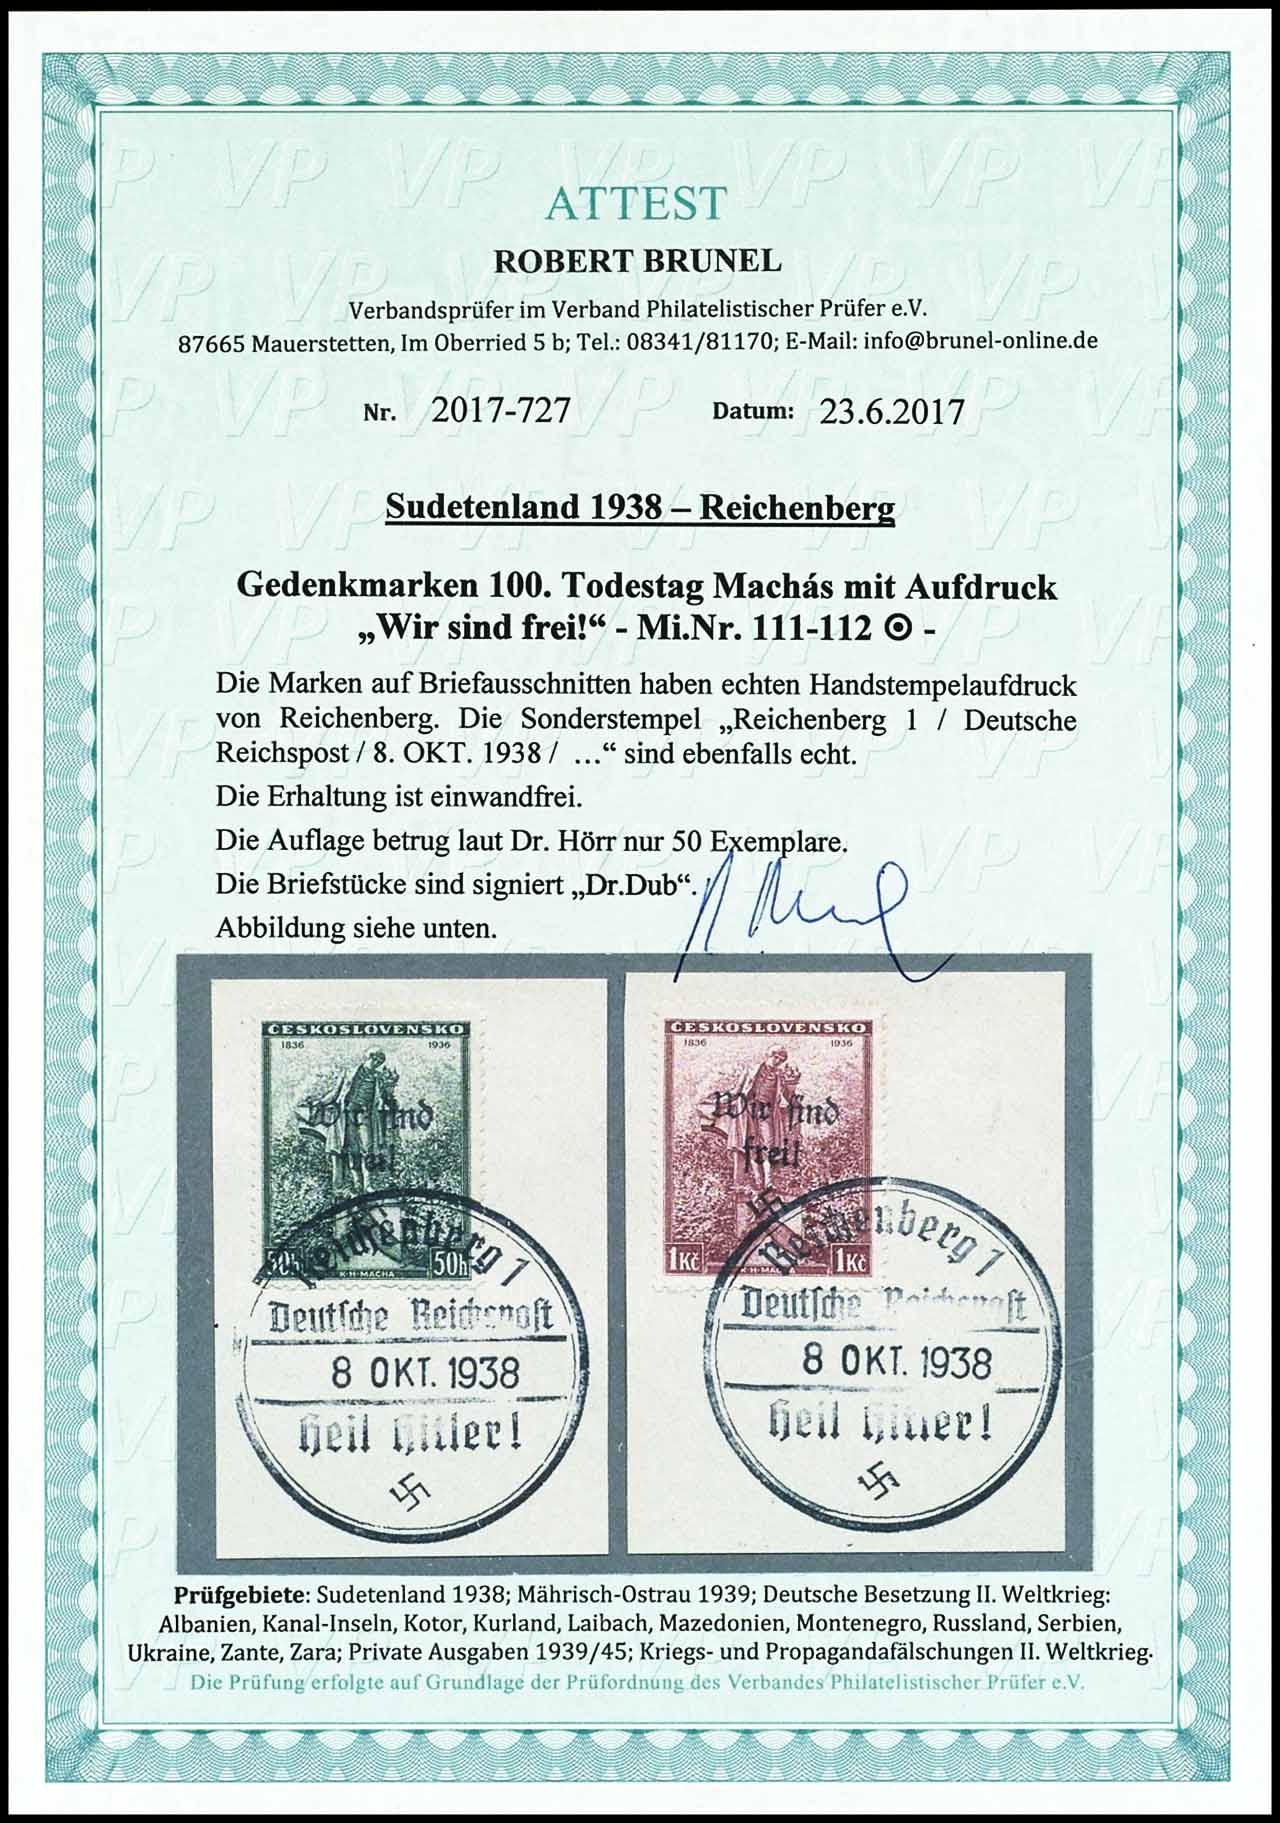 ATTEST
ROBERT BRUNEL
Verbandsprüfer im Verband Philatelistischer Prüfer e.V.
87665 Mauerstetten, Im Oberried 5 b; Tel.: 08341/81170; E-Mail: info@brunel-online.de
Nr. 2017-727 Datum: 23.6.2017
Sudetenland 1938 – Reichenberg
Gedenkmarken 100. Todestag Machás mit Aufdruck
„Wir sind frei!“ - Mi.Nr. 111-112 ⊙ -
Die Marken auf Briefausschnitten haben echten Handstempelaufdruck
von Reichenberg. Die Sonderstempel „Reichenberg 1 / Deutsche
Reichspost / 8. OKT. 1938 / …“ sind ebenfalls echt.
Die Erhaltung ist einwandfrei.
Die Auflage betrug laut Dr. Hörr nur 50 Exemplare.
Die Briefstücke sind signiert „Dr.Dub“.
Abbildung siehe unten.
ČESKOSLOVENSKO
1836 1936
Wir sind
frei!
50h 50h
K·H·MACHA
Reichenberg 1
Deutsche Reichspost
8 OKT. 1938
Heil Hitler!
ČESKOSLOVENSKO
1836 1936
Wir sind
frei!
1Kč 1Kč
K·H·MACHA
Reichenberg 1
Deutsche Reichspost
8 OKT. 1938
Heil Hitler!
Prüfgebiete: Sudetenland 1938; Mährisch-Ostrau 1939; Deutsche Besetzung II. Weltkrieg:
Albanien, Kanal-Inseln, Kotor, Kurland, Laibach, Mazedonien, Montenegro, Russland, Serbien,
Ukraine, Zante, Zara; Private Ausgaben 1939/45; Kriegs- und Propagandafälschungen II. Weltkrieg.
Die Prüfung erfolgte auf Grundlage der Prüfordnung des Verbandes Philatelistischer Prüfer e.V.